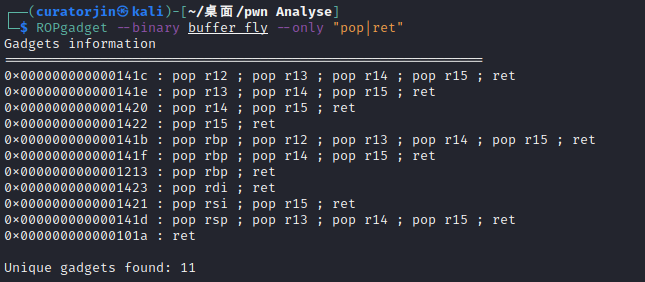 ┌──(curatorjin㉿kali)-[~/桌面/pwn Analyse]
└─$ ROPgadget --binary buffer_fly --only "pop|ret"
Gadgets information
============================================================
0x000000000000141c : pop r12 ; pop r13 ; pop r14 ; pop r15 ; ret
0x000000000000141e : pop r13 ; pop r14 ; pop r15 ; ret
0x0000000000001420 : pop r14 ; pop r15 ; ret
0x0000000000001422 : pop r15 ; ret
0x000000000000141b : pop rbp ; pop r12 ; pop r13 ; pop r14 ; pop r15 ; ret
0x000000000000141f : pop rbp ; pop r14 ; pop r15 ; ret
0x0000000000001213 : pop rbp ; ret
0x0000000000001423 : pop rdi ; ret
0x0000000000001421 : pop rsi ; pop r15 ; ret
0x000000000000141d : pop rsp ; pop r13 ; pop r14 ; pop r15 ; ret
0x000000000000101a : ret
Unique gadgets found: 11